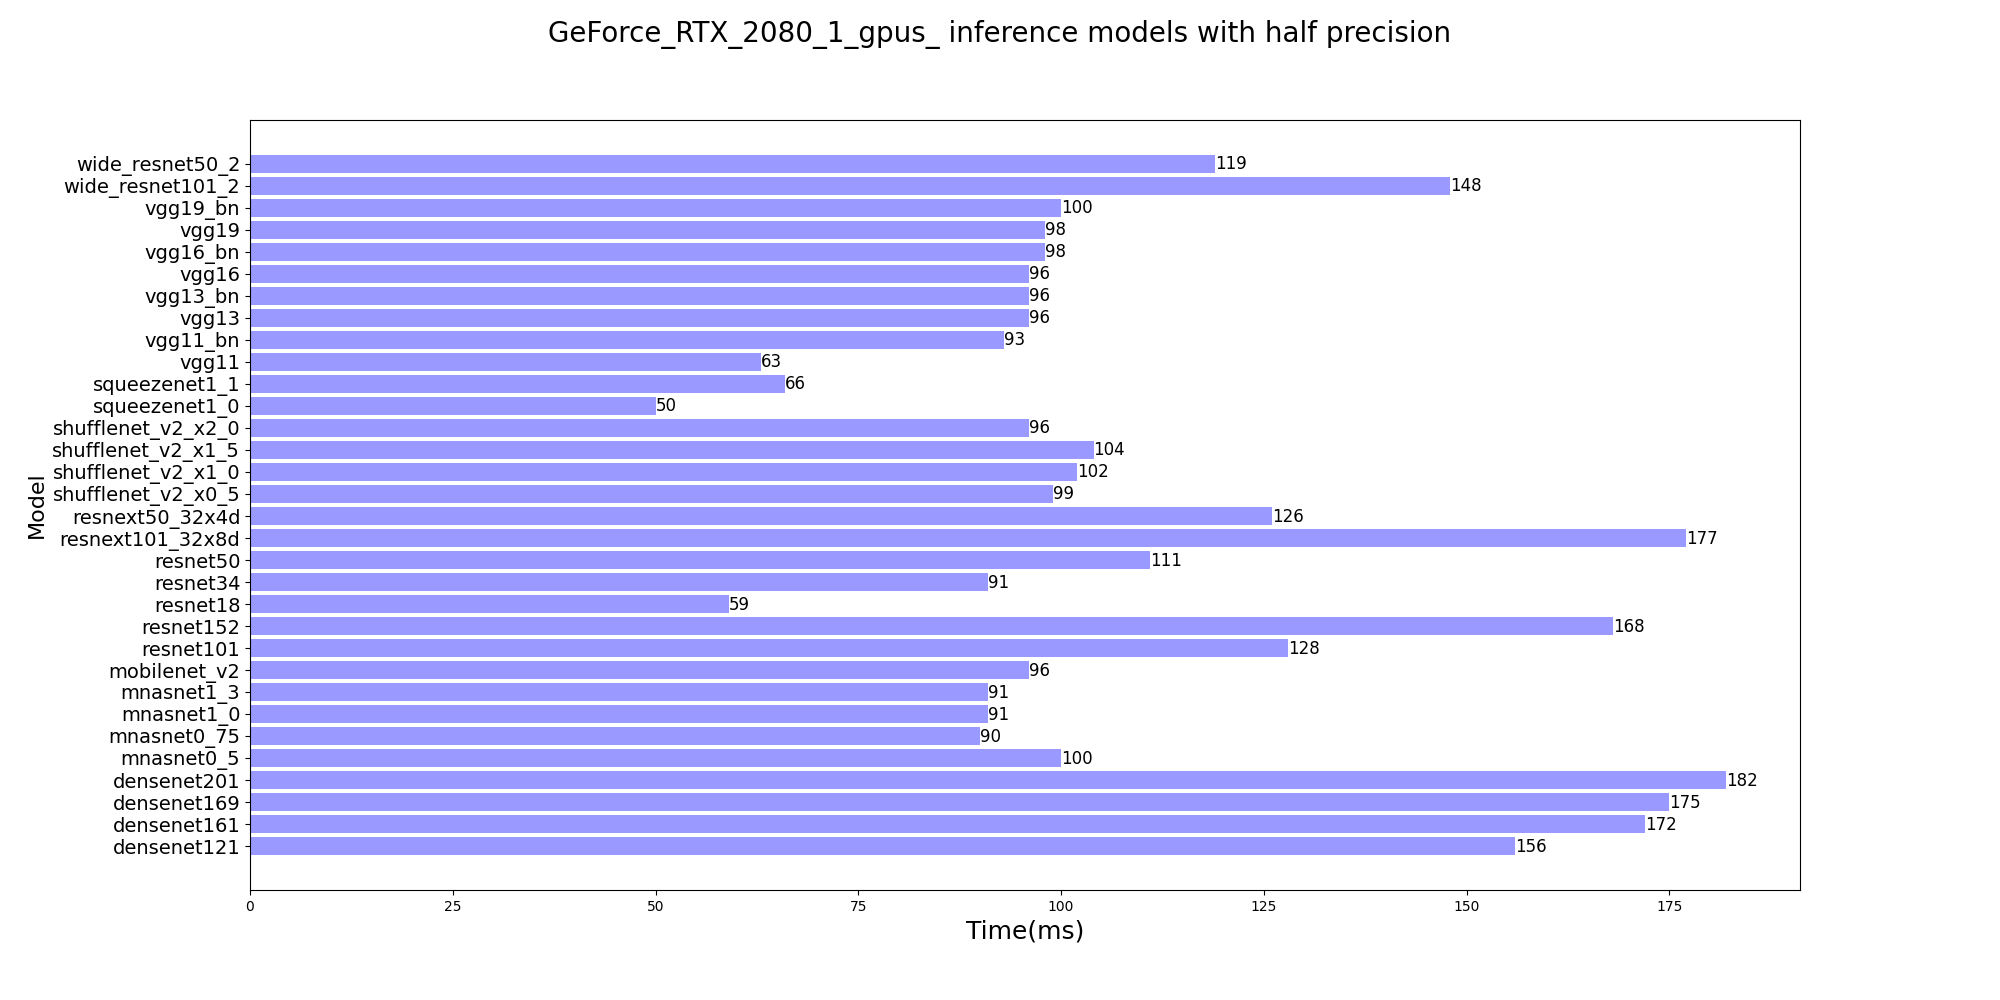 GeForce_RTX_2080_1_gpus_ inference models with half precision
wide_resnet50_2 119
wide_resnet101_2 148
vgg19_bn 100
vgg19 98
vgg16_bn 98
vgg16 96
vgg13_bn 96
vgg13 96
vgg11_bn 93
vgg11 63
squeezenet1_1 66
squeezenet1_0 50
shufflenet_v2_x2_0 96
shufflenet_v2_x1_5 104
shufflenet_v2_x1_0 102
shufflenet_v2_x0_5 99
resnext50_32x4d 126
resnext101_32x8d 177
resnet50 111
resnet34 91
resnet18 59
resnet152 168
resnet101 128
mobilenet_v2 96
mnasnet1_3 91
mnasnet1_0 91
mnasnet0_75 90
mnasnet0_5 100
densenet201 182
densenet169 175
densenet161 172
densenet121 156
Model
0 25 50 75 100 125 150 175
Time(ms)